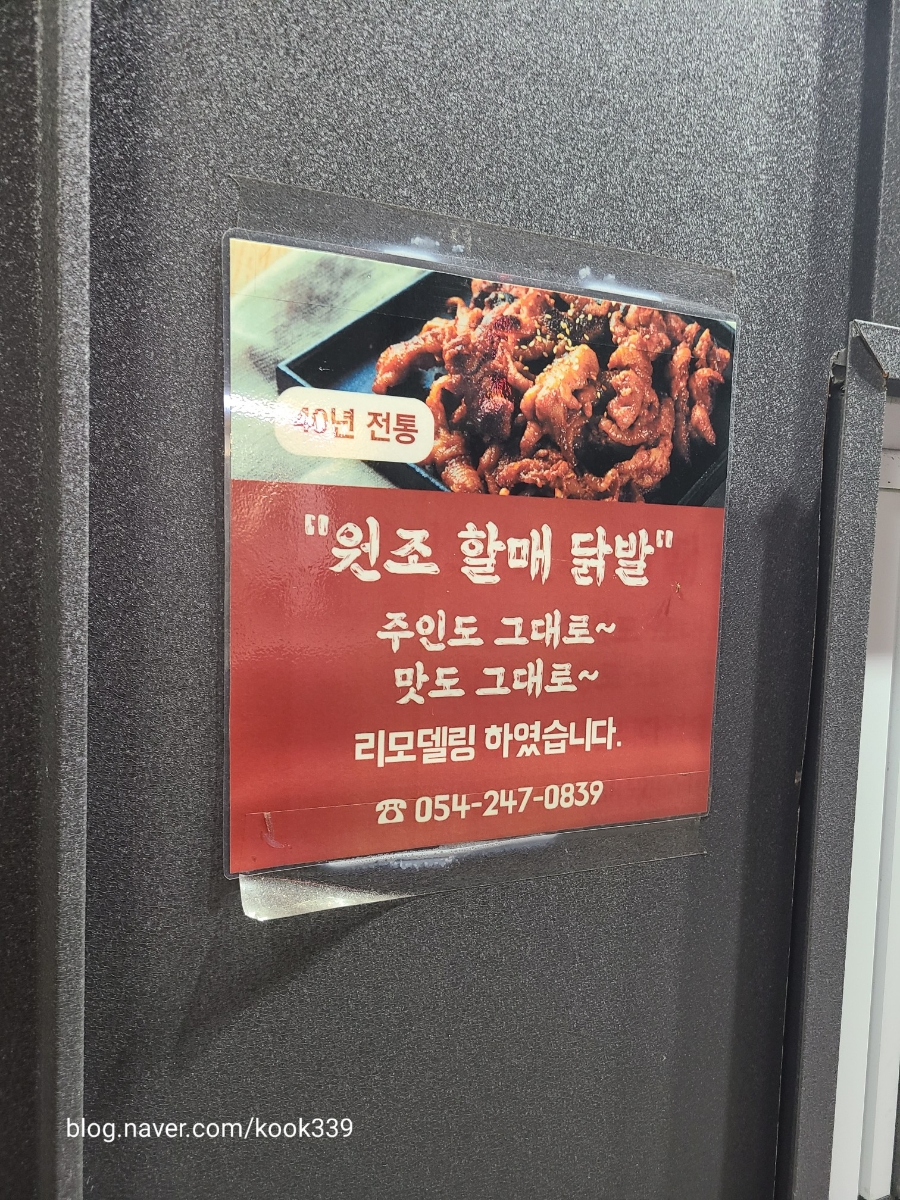 40년 전통
"원조 할매 닭발"
주인도 그대로~
맛도 그대로~
리모델링 하였습니다.
☎ 054-247-0839
blog.naver.com/kook339